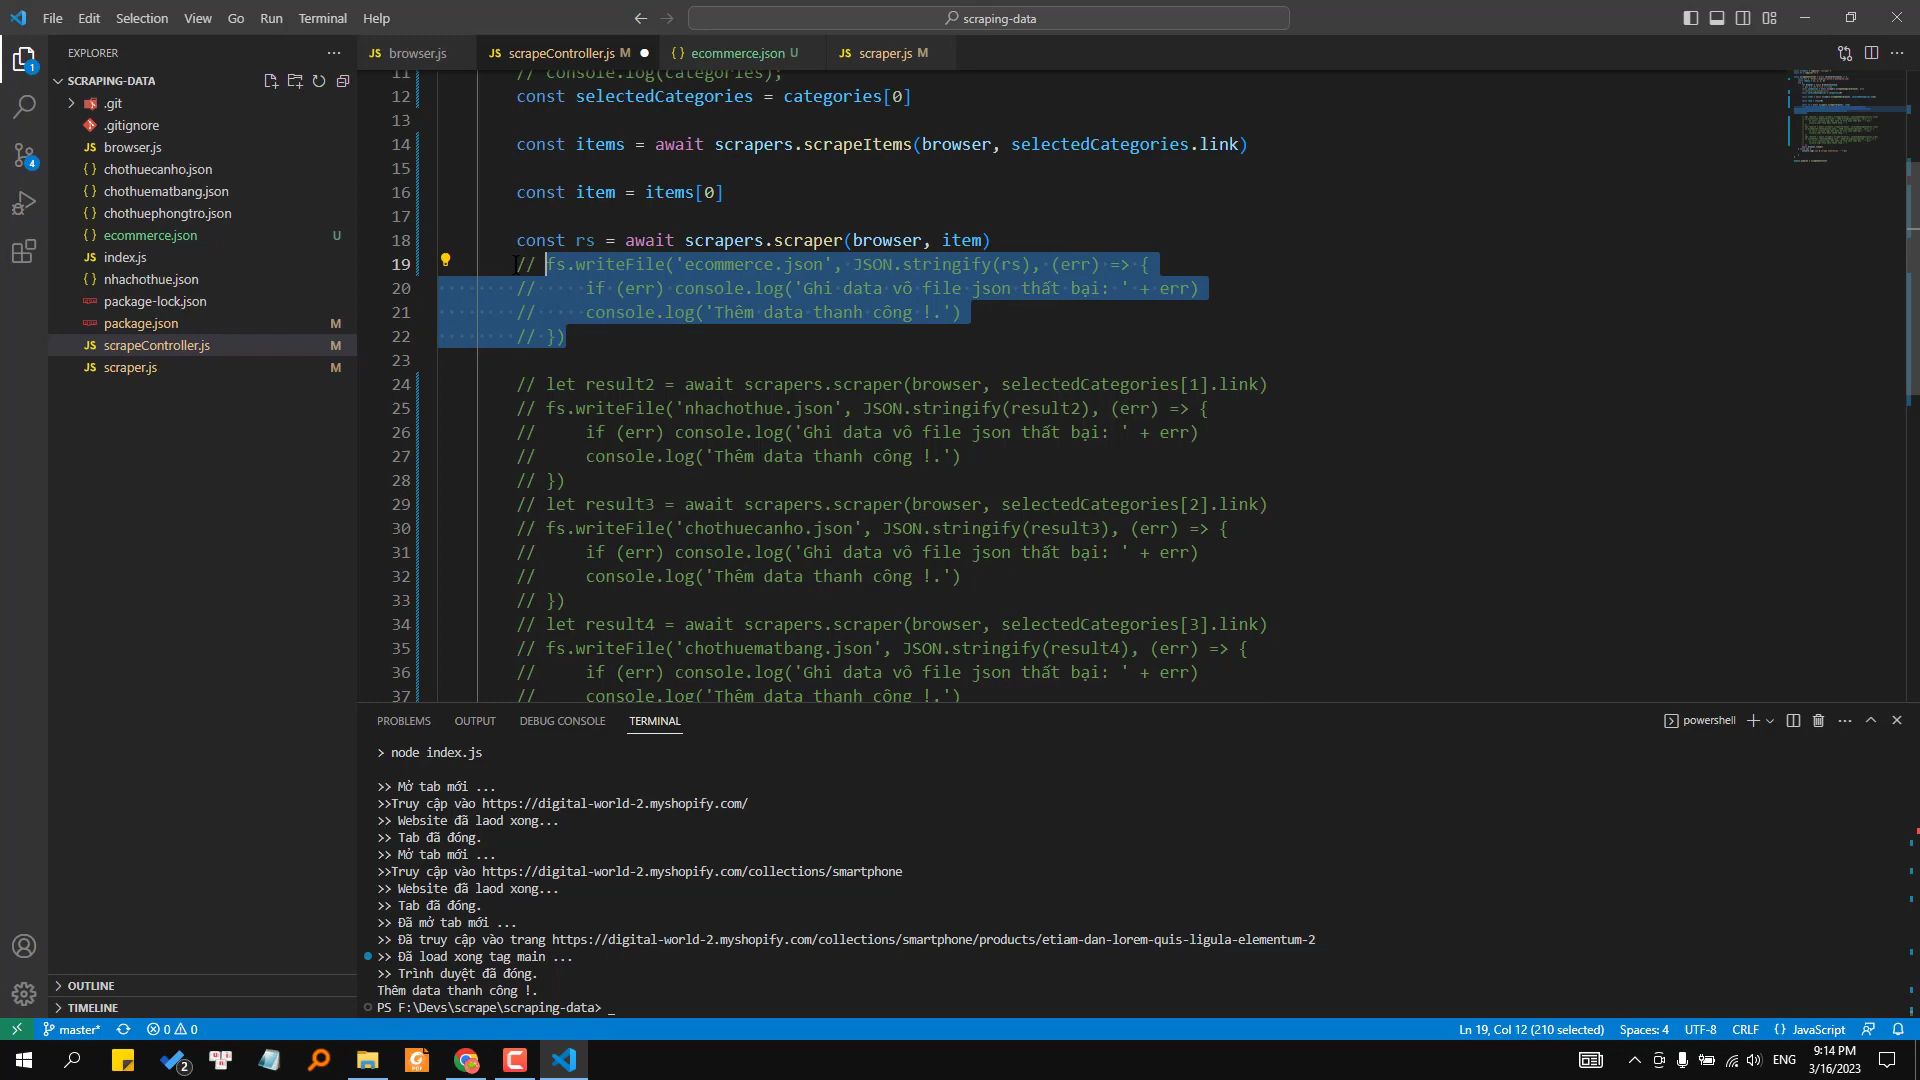 File Edit Selection View Go Run Terminal Help
scraping-data
EXPLORER
SCRAPING-DATA
.git
.gitignore
browser.js
chothuecanho.json
chothuematbang.json
chothuephongtro.json
ecommerce.json U
index.js
nhachothue.json
package-lock.json
package.json M
scrapeController.js M
scraper.js M
OUTLINE
TIMELINE
JS browser.js JS scrapeController.js M { } ecommerce.json U JS scraper.js M
11 // console.log(categories);
12 const selectedCategories = categories[0]
13
14 const items = await scrapers.scrapeItems(browser, selectedCategories.link)
15
16 const item = items[0]
17
18 const rs = await scrapers.scraper(browser, item)
19 // fs.writeFile('ecommerce.json', JSON.stringify(rs), (err) => {
20 // if (err) console.log('Ghi data vô file json thất bại: ' + err)
21 // console.log('Thêm data thanh công !.')
22 // })
23
24 // let result2 = await scrapers.scraper(browser, selectedCategories[1].link)
25 // fs.writeFile('nhachothue.json', JSON.stringify(result2), (err) => {
26 // if (err) console.log('Ghi data vô file json thất bại: ' + err)
27 // console.log('Thêm data thanh công !.')
28 // })
29 // let result3 = await scrapers.scraper(browser, selectedCategories[2].link)
30 // fs.writeFile('chothuecanho.json', JSON.stringify(result3), (err) => {
31 // if (err) console.log('Ghi data vô file json thất bại: ' + err)
32 // console.log('Thêm data thanh công !.')
33 // })
34 // let result4 = await scrapers.scraper(browser, selectedCategories[3].link)
35 // fs.writeFile('chothuematbang.json', JSON.stringify(result4), (err) => {
36 // if (err) console.log('Ghi data vô file json thất bại: ' + err)
37 // console.log('Thêm data thanh công !.')
PROBLEMS OUTPUT DEBUG CONSOLE TERMINAL
powershell
> node index.js
>> Mở tab mới ...
>>Truy cập vào https://digital-world-2.myshopify.com/
>> Website đã laod xong...
>> Tab đã đóng.
>> Mở tab mới ...
>>Truy cập vào https://digital-world-2.myshopify.com/collections/smartphone
>> Website đã laod xong...
>> Tab đã đóng.
>> Đã mở tab mới ...
>> Đã truy cập vào trang https://digital-world-2.myshopify.com/collections/smartphone/products/etiam-dan-lorem-quis-ligula-elementum-2
>> Đã load xong tag main ...
>> Trình duyệt đã đóng.
Thêm data thanh công !.
PS F:\Devs\scrape\scraping-data> _
master* 0 0 Ln 19, Col 12 (210 selected) Spaces: 4 UTF-8 CRLF { } JavaScript
ENG
9:14 PM
3/16/2023